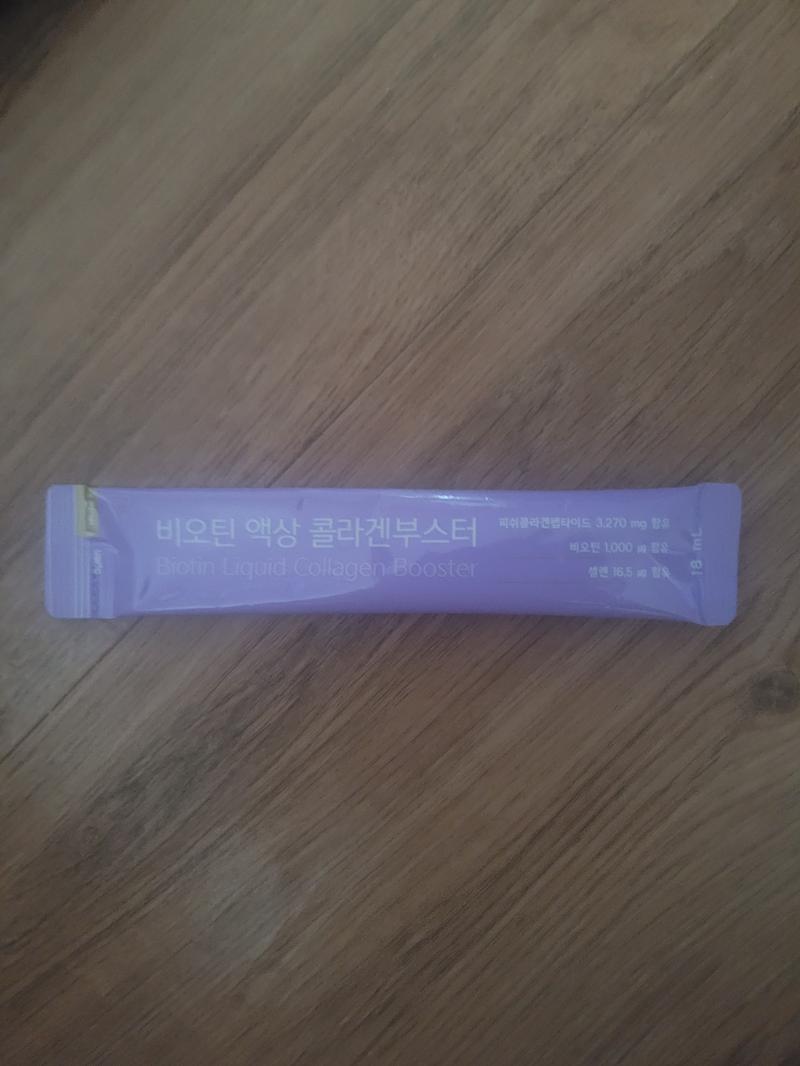 비오틴 액상 콜라겐부스터
Biotin Liquid Collagen Booster
피쉬콜라겐펩타이드 3,270 mg 함유
비오틴 1,000 ㎍ 함유
셀렌 16.5 ㎍ 함유
18 mL